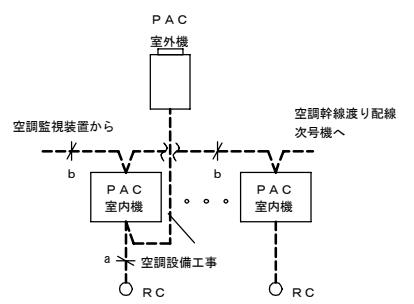 ＰＡＣ
室外機
空調監視装置から
空調幹線渡り配線
次号機へ
b
b
ＰＡＣ
室内機
ＰＡＣ
室内機
a
空調設備工事
ＲＣ
ＲＣ